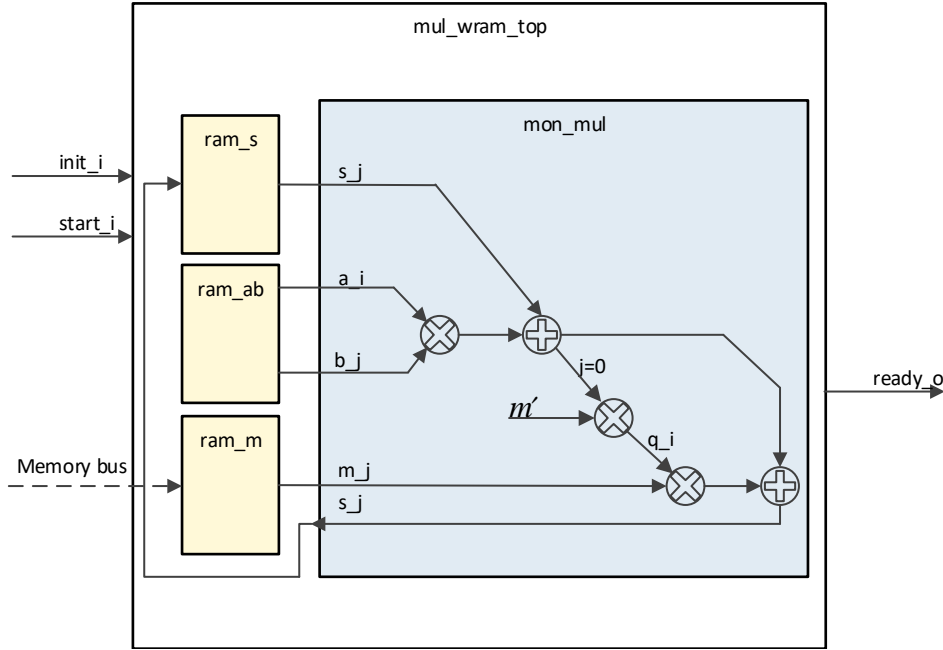 mul_wram_top
mon_mul
ram_s
init_i
s_j
start_i
ram_ab
a_i
b_j
j=0
ready_o
m′
ram_m
q_i
Memory bus
m_j
s_j